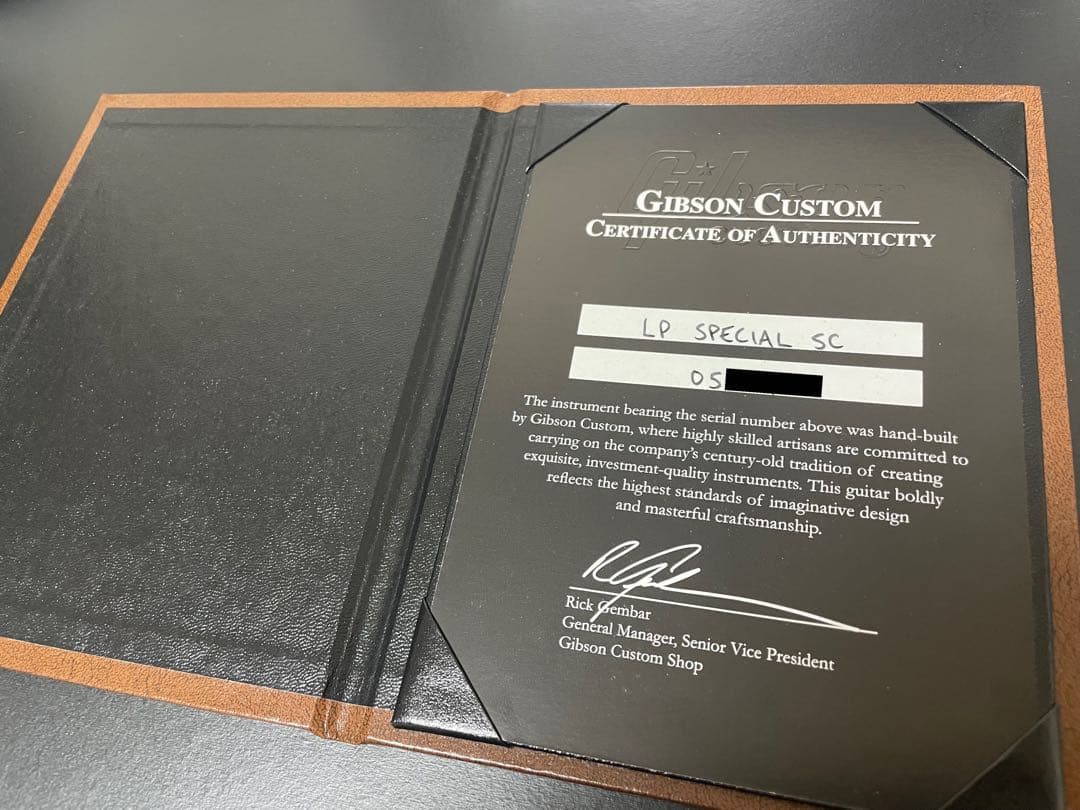 Gibson
GIBSON CUSTOM
CERTIFICATE OF AUTHENTICITY
LP SPECIAL SC
05
The instrument bearing the serial number above was hand-built
by Gibson Custom, where highly skilled artisans are committed to
carrying on the company's century-old tradition of creating
exquisite, investment-quality instruments. This guitar boldly
reflects the highest standards of imaginative design
and masterful craftsmanship.
Rick Gembar
General Manager, Senior Vice President
Gibson Custom Shop